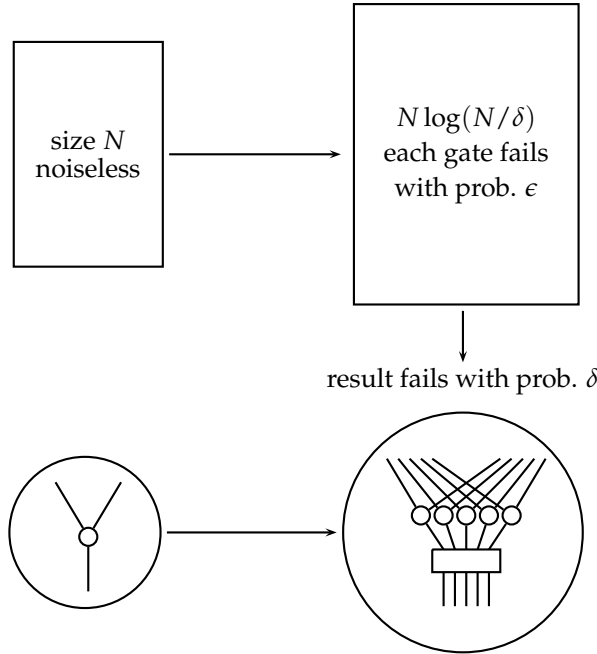 size N
noiseless
N log(N/δ)
each gate fails
with prob. ϵ
result fails with prob. δ